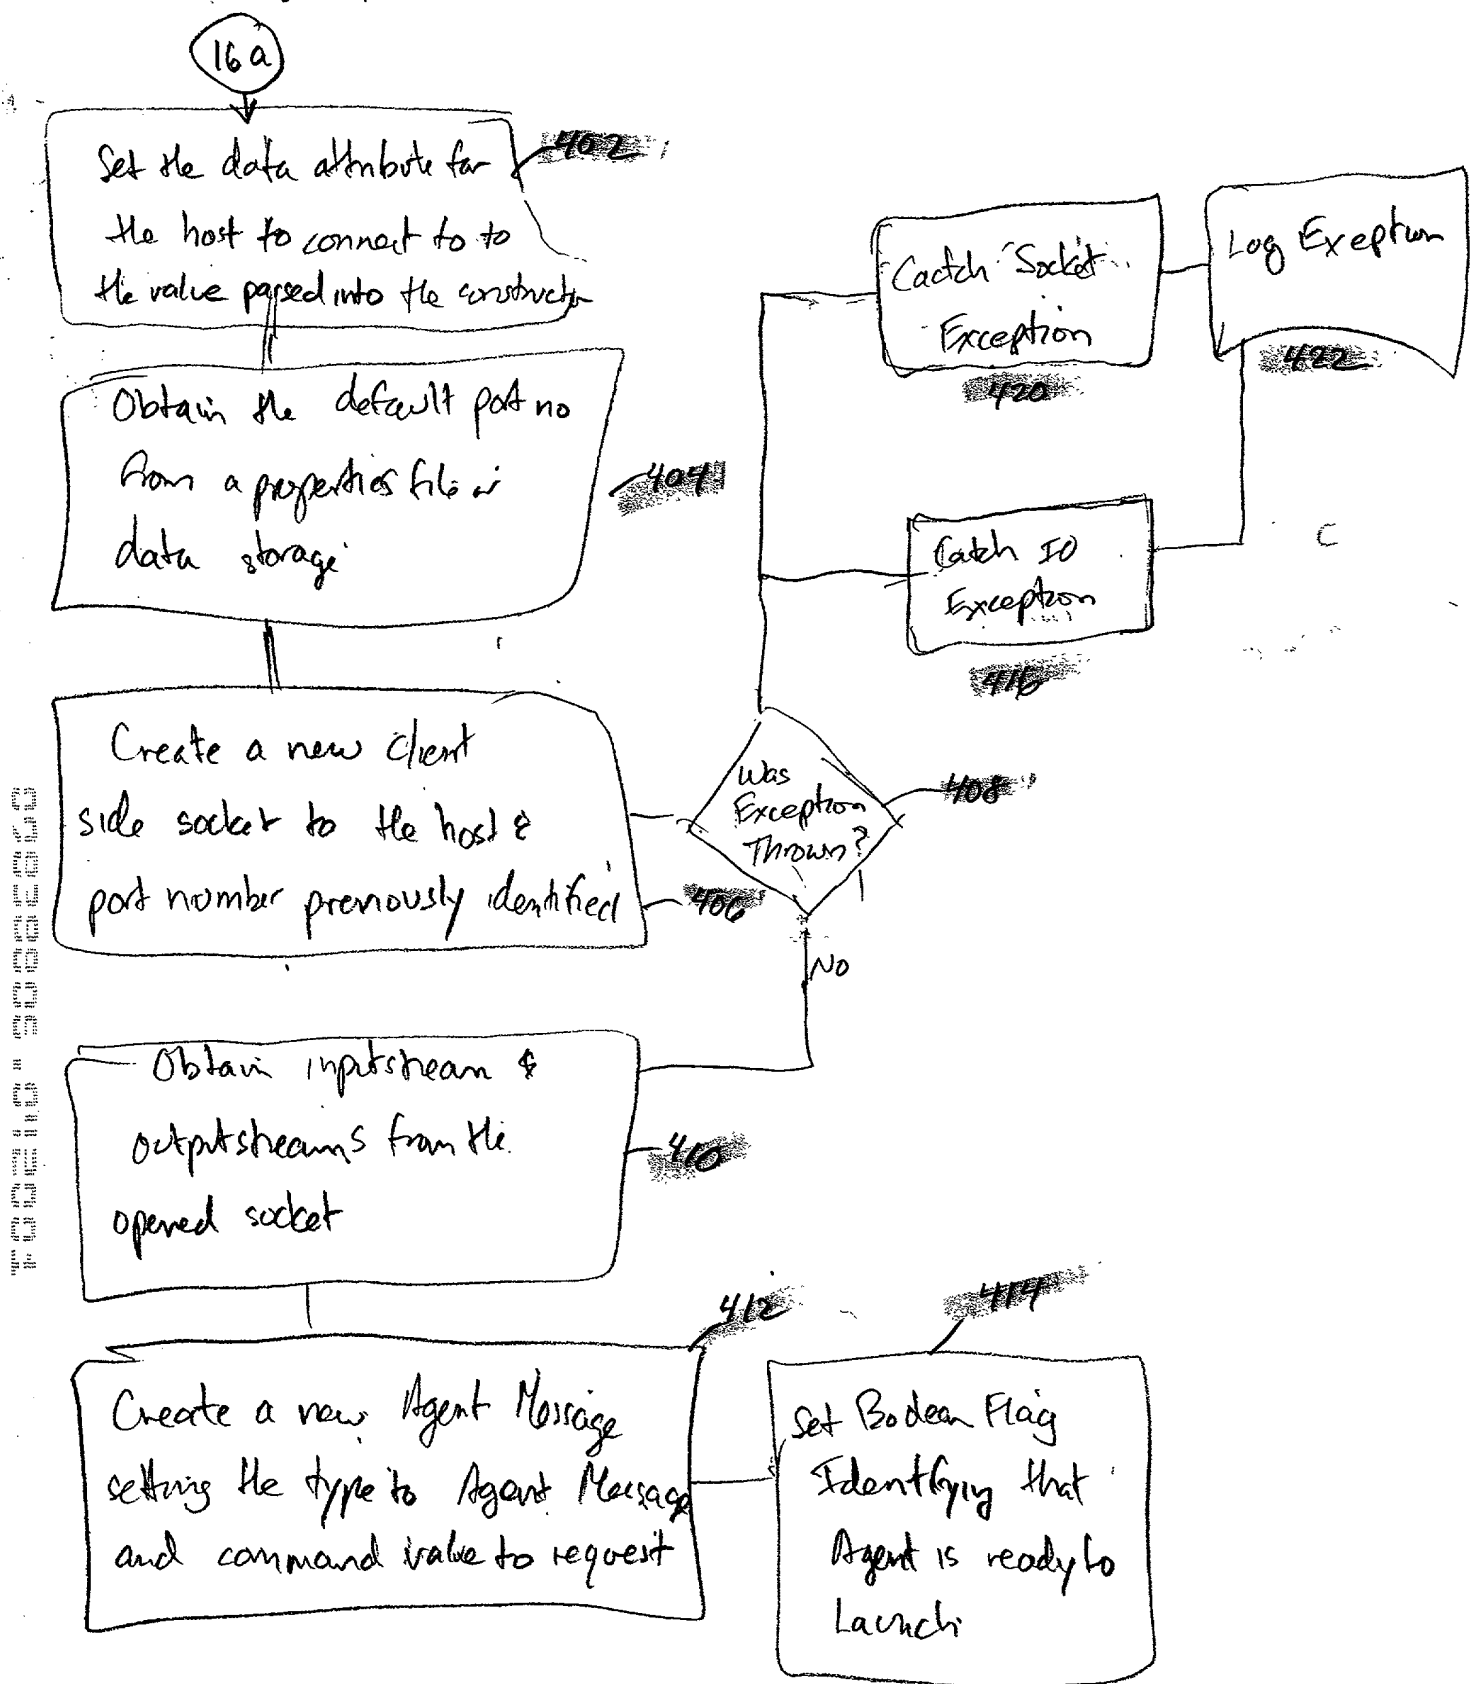 16a
Set the data attribute for
the host to connect to to
the value parsed into the constructor
402
Obtain the default port no
from a properties file or
data storage
404
Create a new client
side socket to the host &
port number previously identified
406
Was
Exception
Thrown?
408
Catch Socket
Exception
420
Log Exeption
422
Catch IO
Exception
416
No
Obtain inputstream &
outputstreams from the
opened socket
410
Create a new Agent Message
setting the type to Agent Message
and command value to request
412
Set Boolean Flag
Identifying that
Agent is ready to
Launch
414